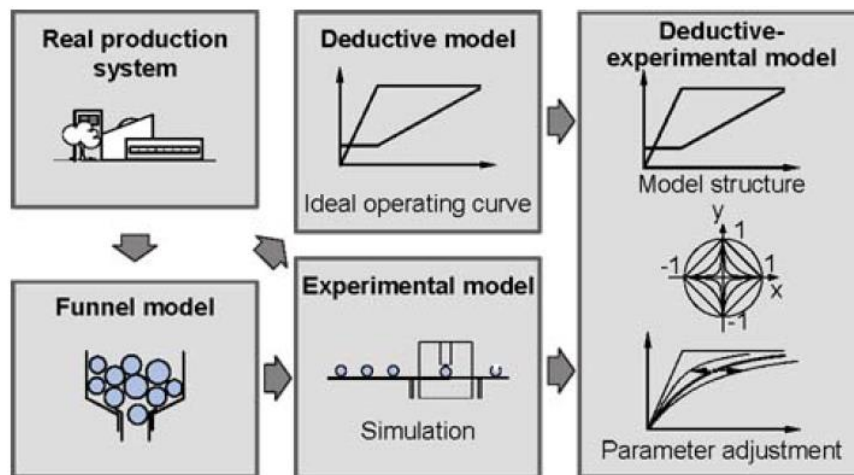 Real production
system
Deductive model
Ideal operating curve
Deductive-
experimental model
Model structure
y
1
-1
1
x
-1
Parameter adjustment
Funnel model
Experimental model
Simulation